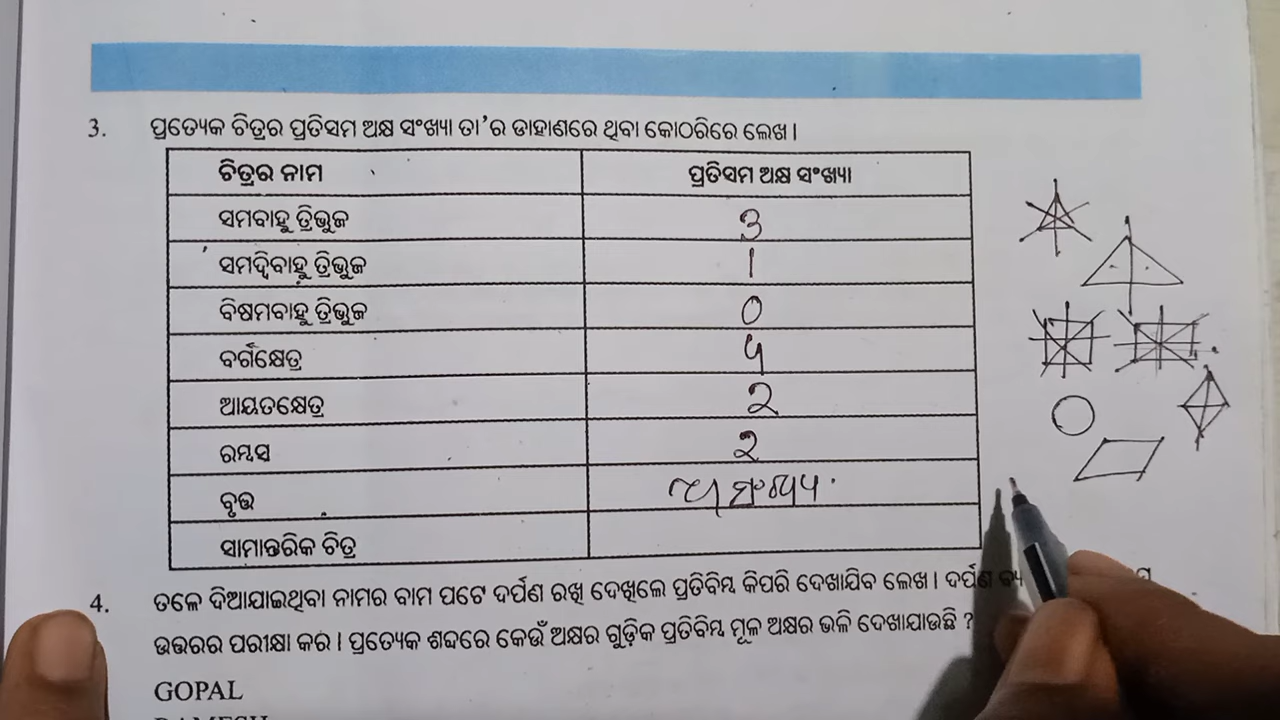 3. ପ୍ରତ୍ୟେକ ଚିତ୍ରର ପ୍ରତିସମ ଅକ୍ଷ ସଂଖ୍ୟା ତା'ର ଡାହାଣରେ ଥିବା କୋଠରିରେ ଲେଖ ।
ଚିତ୍ରର ନାମ ପ୍ରତିସମ ଅକ୍ଷ ସଂଖ୍ୟା
ସମବାହୁ ତ୍ରିଭୁଜ 3
ସମଦ୍ୱିବାହୁ ତ୍ରିଭୁଜ 1
ବିଷମବାହୁ ତ୍ରିଭୁଜ 0
ବର୍ଗକ୍ଷେତ୍ର ୪
ଆୟତକ୍ଷେତ୍ର 2
ରମ୍ବସ 2
ବୃତ୍ତ ଅସଂଖ୍ୟ
ସାମାନ୍ତରିକ ଚିତ୍ର
4. ତଳେ ଦିଆଯାଇଥିବା ନାମର ବାମ ପଟେ ଦର୍ପଣ ରଖି ଦେଖିଲେ ପ୍ରତିବିମ୍ବ କିପରି ଦେଖାଯିବ ଲେଖ । ଦର୍ପଣ
ଉତ୍ତରର ପରୀକ୍ଷା କର । ପ୍ରତ୍ୟେକ ଶବ୍ଦରେ କେଉଁ ଅକ୍ଷର ଗୁଡ଼ିକ ପ୍ରତିବିମ୍ବ ମୂଳ ଅକ୍ଷର ଭଳି ଦେଖାଯାଉଛି ?
GOPAL